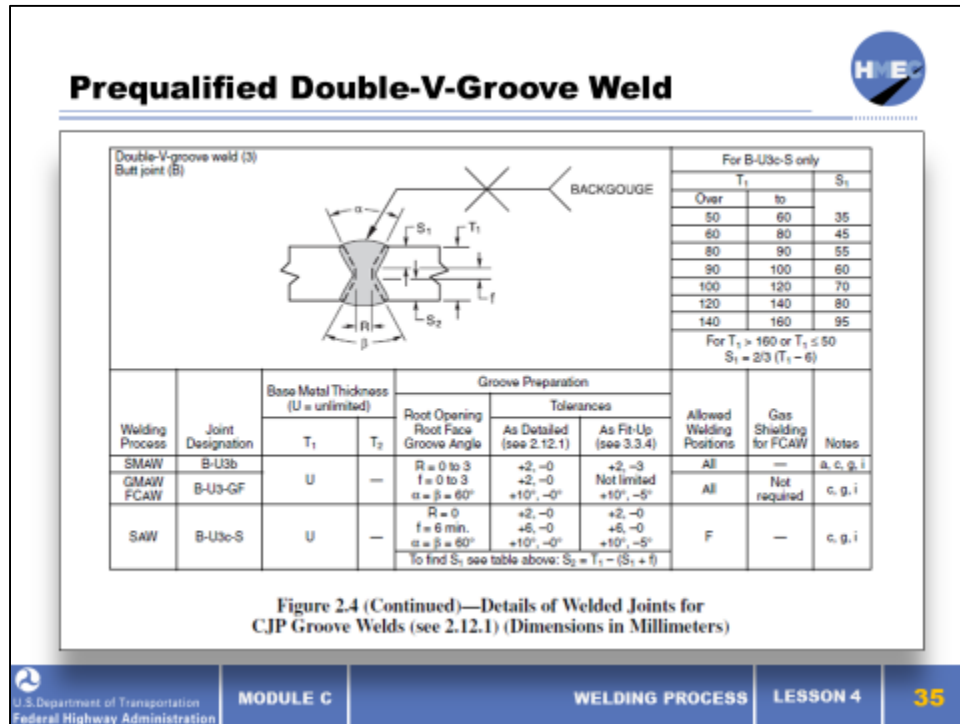 Prequalified Double-V-Groove Weld
HMEC
Double-V-groove weld (3)
Butt joint (B)
BACKGOUGE
α
S₁
T₁
f
S₂
R
β
For B-U3c-S only
T₁ S₁
Over to
50 60 35
60 80 45
80 90 55
90 100 60
100 120 70
120 140 80
140 160 95
For T₁ > 160 or T₁ ≤ 50
S₁ = 2/3 (T₁ – 6)
Welding Process
Joint Designation
Base Metal Thickness
(U = unlimited)
T₁ T₂
Groove Preparation
Root Opening
Root Face
Groove Angle
Tolerances
As Detailed
(see 2.12.1)
As Fit-Up
(see 3.3.4)
Allowed Welding Positions
Gas Shielding for FCAW
Notes
SMAW B-U3b U — R = 0 to 3 +2, –0 +2, –3 All — a, c, g, i
GMAW
FCAW B-U3-GF f = 0 to 3 +2, –0 Not limited All Not required c, g, i
α = β = 60° +10°, –0° +10°, –5°
SAW B-U3c-S U — R = 0 +2, –0 +2, –0 F — c, g, i
f = 6 min. +6, –0 +6, –0
α = β = 60° +10°, –0° +10°, –5°
To find S₁ see table above: S₂ = T₁ – (S₁ + f)
Figure 2.4 (Continued)—Details of Welded Joints for
CJP Groove Welds (see 2.12.1) (Dimensions in Millimeters)
U.S.Department of Transportation
Federal Highway Administration
MODULE C
WELDING PROCESS
LESSON 4
35